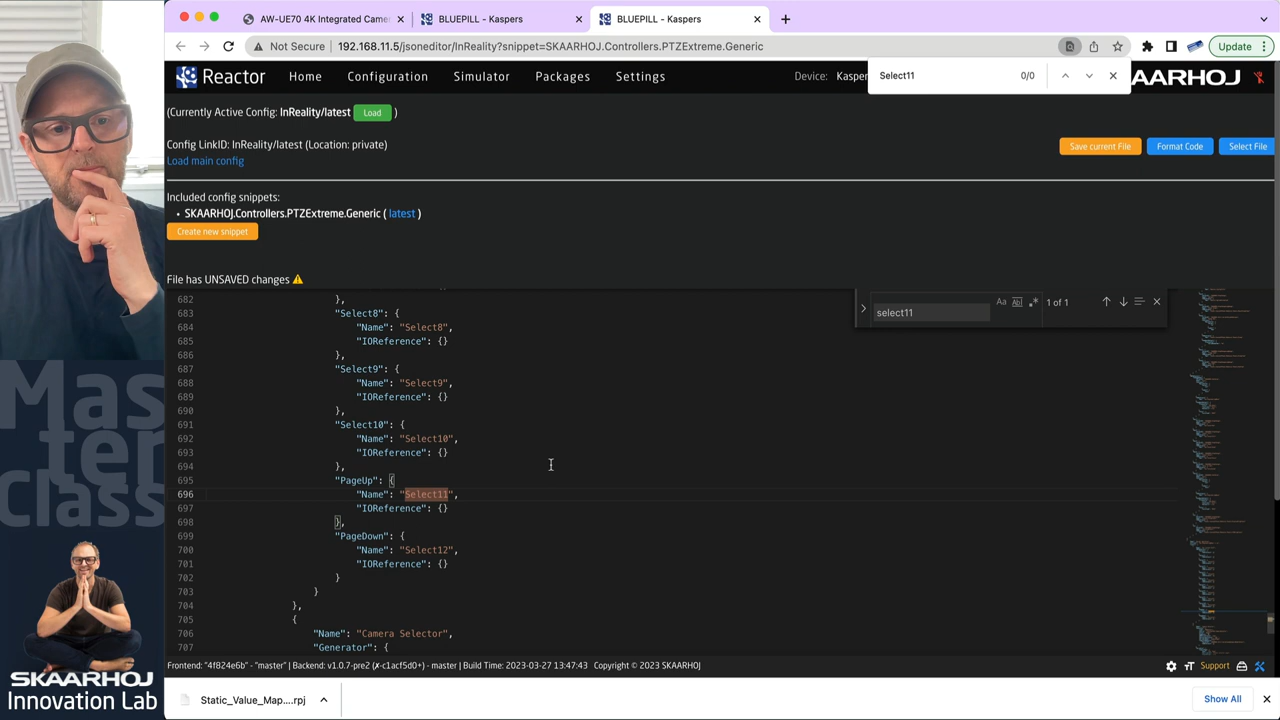 AW-UE70 4K Integrated Came
BLUEPILL - Kaspers
BLUEPILL - Kaspers
Not Secure
192.168.11.5/jsoneditor/InReality?snippet=SKAARHOJ.Controllers.PTZExtreme.Generic
Update
Select11
0/0
Reactor
Home
Configuration
Simulator
Packages
Settings
Device: Kasper
AARHOJ
(Currently Active Config: InReality/latest Load )
Config LinkID: InReality/latest (Location: private)
Load main config
Save current File
Format Code
Select File
Included config snippets:
• SKAARHOJ.Controllers.PTZExtreme.Generic ( latest )
Create new snippet
File has UNSAVED changes
select11
Aa
ab
1 of 1
682 },
683 "Select8": {
684 "Name": "Select8",
685 "IOReference": {}
686 },
687 "Select9": {
688 "Name": "Select9",
689 "IOReference": {}
690 },
691 "Select10": {
692 "Name": "Select10",
693 "IOReference": {}
694 },
695 "PageUp": {
696 "Name": "Select11",
697 "IOReference": {}
698 },
699 "PageDown": {
700 "Name": "Select12",
701 "IOReference": {}
702 }
703 }
704 },
705 {
706 "Name": "Camera Selector",
707 "Generator": {
Frontend: "4f824e6b" - "master" | Backend: v1.0.7-pre2 (✗-c1acf5d0+) - master | Build Time: 2023-03-27 13:47:43 Copyright © 2023 SKAARHOJ
Support
Static_Value_Map....rpj
Show All
Master
Class
SKAARHOJ
Innovation Lab